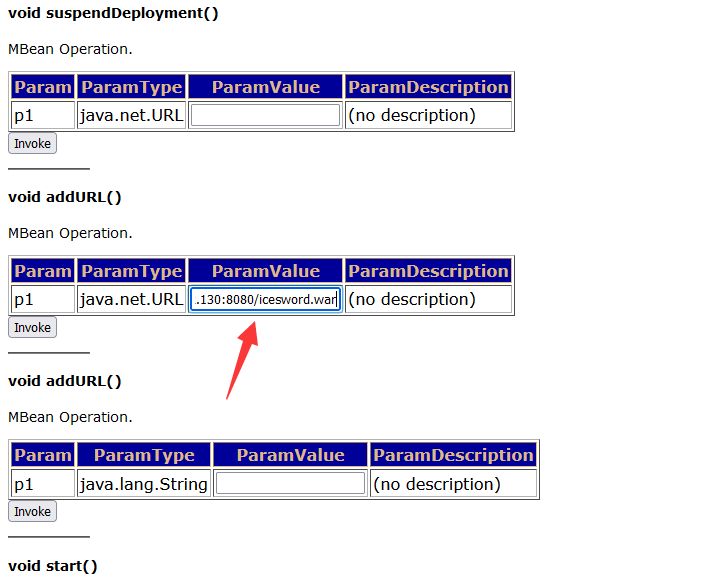 void suspendDeployment()
MBean Operation.
Param ParamType ParamValue ParamDescription
p1 java.net.URL (no description)
Invoke
void addURL()
MBean Operation.
Param ParamType ParamValue ParamDescription
p1 java.net.URL .130:8080/icesword.war (no description)
Invoke
void addURL()
MBean Operation.
Param ParamType ParamValue ParamDescription
p1 java.lang.String (no description)
Invoke
void start()